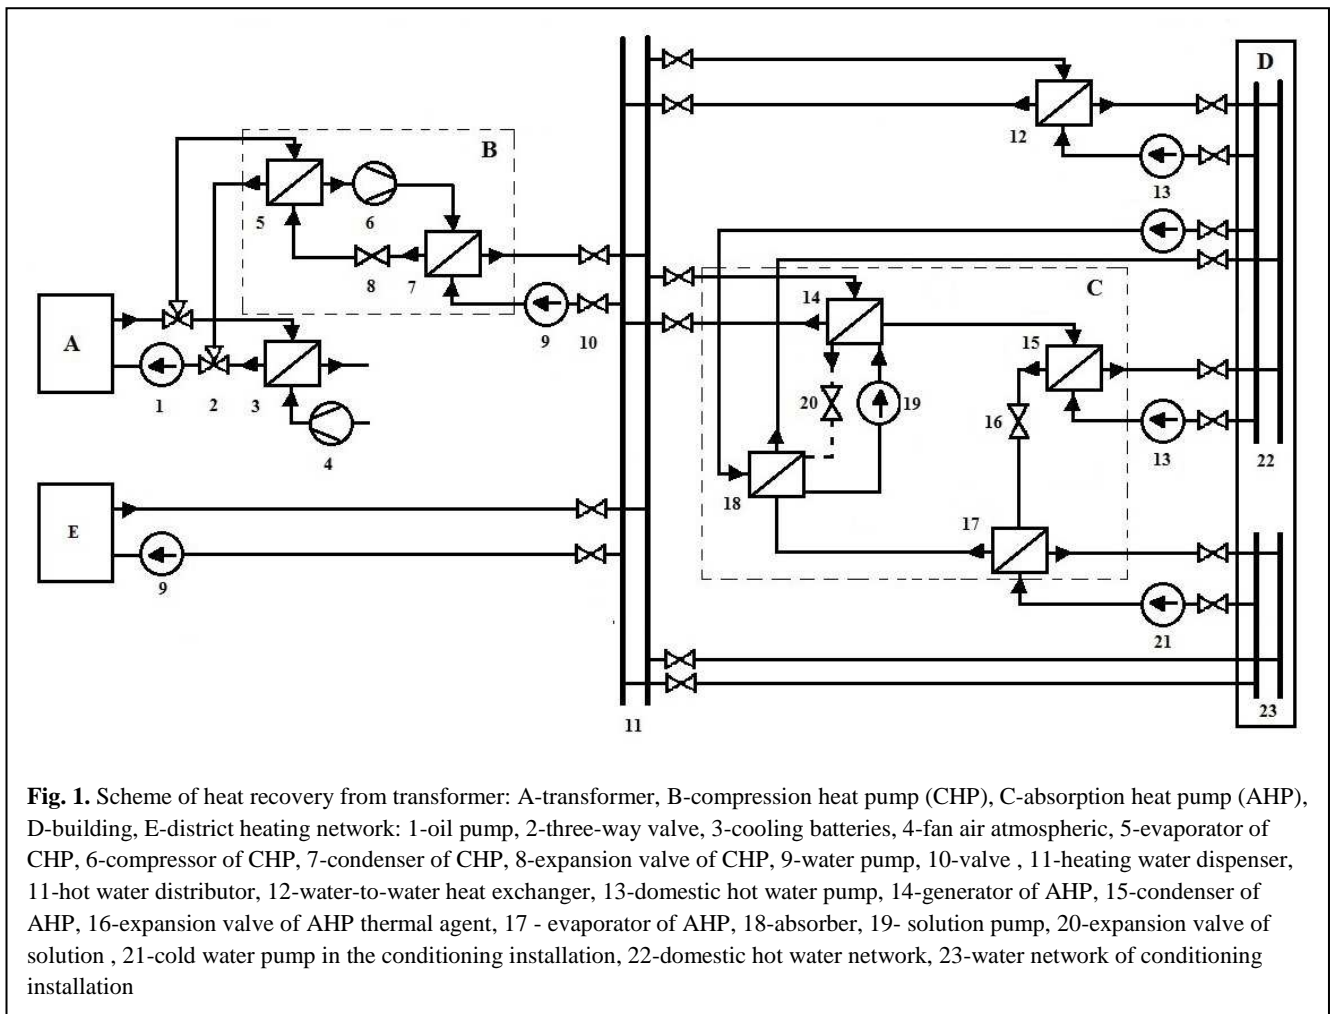 D
12
13
B
5
6
8
7
9
10
A
1
2
3
4
14
C
15
20
19
16
13
22
18
17
E
9
21
11
23
Fig. 1. Scheme of heat recovery from transformer: A-transformer, B-compression heat pump (CHP), C-absorption heat pump (AHP),
D-building, E-district heating network: 1-oil pump, 2-three-way valve, 3-cooling batteries, 4-fan air atmospheric, 5-evaporator of
CHP, 6-compressor of CHP, 7-condenser of CHP, 8-expansion valve of CHP, 9-water pump, 10-valve , 11-heating water dispenser,
11-hot water distributor, 12-water-to-water heat exchanger, 13-domestic hot water pump, 14-generator of AHP, 15-condenser of
AHP, 16-expansion valve of AHP thermal agent, 17 - evaporator of AHP, 18-absorber, 19- solution pump, 20-expansion valve of
solution , 21-cold water pump in the conditioning installation, 22-domestic hot water network, 23-water network of conditioning
installation